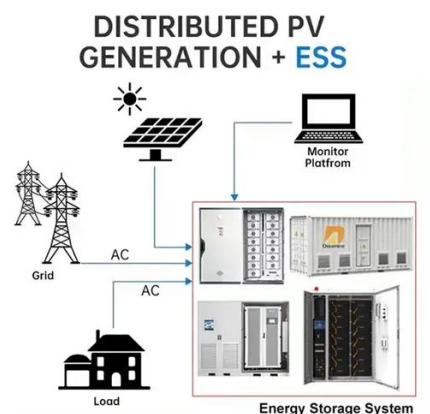 DISTRIBUTED PV
GENERATION + ESS
Monitor
Platfrom
Grid
AC
AC
Load
Energy Storage System